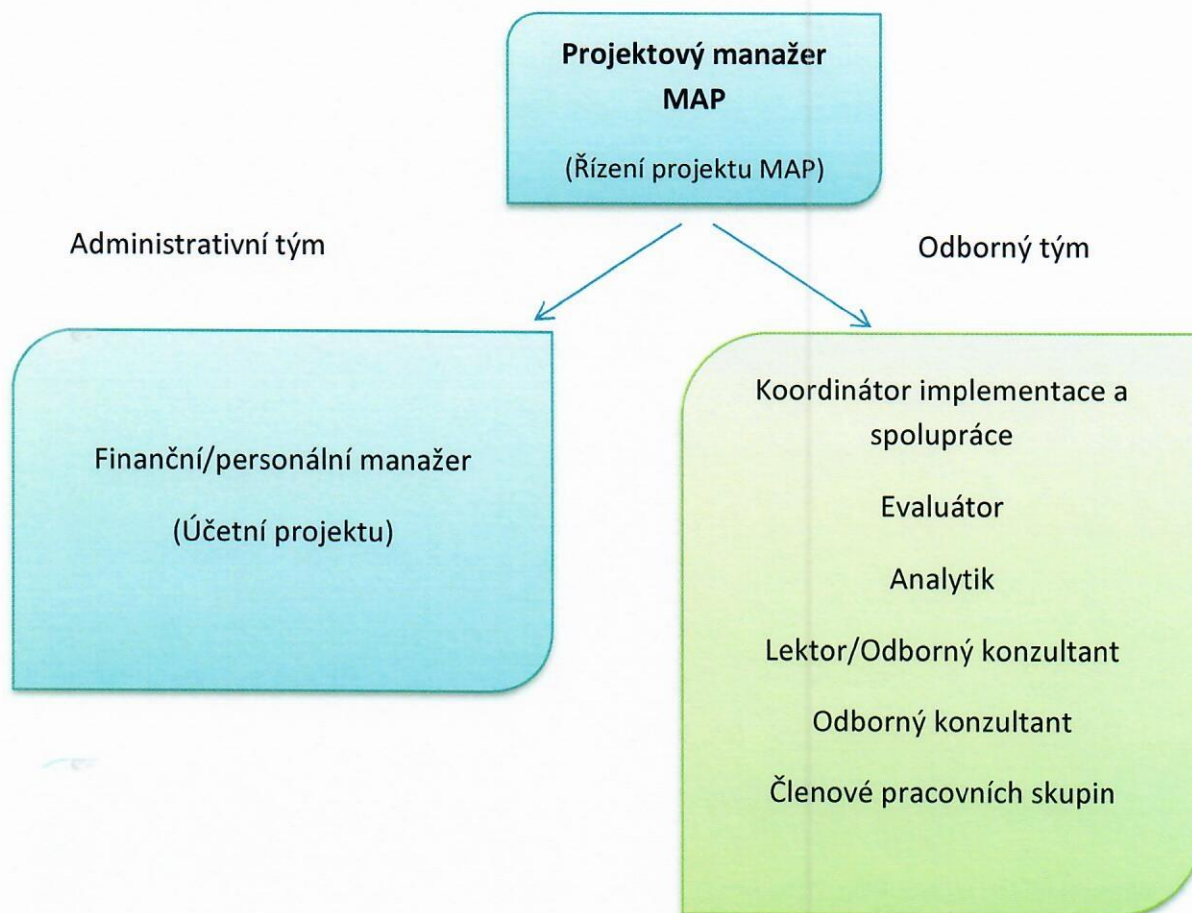 Projektový manažer
MAP
(Řízení projektu MAP)
Administrativní tým
Odborný tým
Finanční/personální manažer
(Účetní projektu)
Koordinátor implementace a
spolupráce
Evaluátor
Analytik
Lektor/Odborný konzultant
Odborný konzultant
Členové pracovních skupin